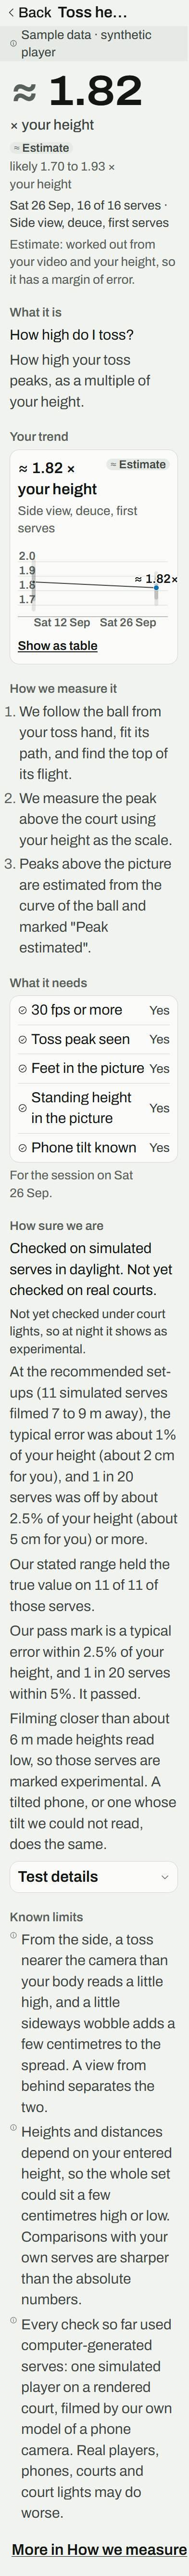 Back Toss he...
Sample data · synthetic
player
≈ 1.82
× your height
≈ Estimate
likely 1.70 to 1.93 ×
your height
Sat 26 Sep, 16 of 16 serves ·
Side view, deuce, first serves
Estimate: worked out from
your video and your height, so
it has a margin of error.
What it is
How high do I toss?
How high your toss
peaks, as a multiple of
your height.
Your trend
≈ 1.82 ×
your height
≈ Estimate
Side view, deuce, first
serves
2.0
1.9
1.8
1.7
≈ 1.82×
Sat 12 Sep Sat 26 Sep
Show as table
How we measure it
1. We follow the ball from
your toss hand, fit its
path, and find the top of
its flight.
2. We measure the peak
above the court using
your height as the scale.
3. Peaks above the picture
are estimated from the
curve of the ball and
marked "Peak
estimated".
What it needs
30 fps or more Yes
Toss peak seen Yes
Feet in the picture Yes
Standing height
in the picture Yes
Phone tilt known Yes
For the session on Sat
26 Sep.
How sure we are
Checked on simulated
serves in daylight. Not yet
checked on real courts.
Not yet checked under court
lights, so at night it shows as
experimental.
At the recommended set-
ups (11 simulated serves
filmed 7 to 9 m away), the
typical error was about 1%
of your height (about 2 cm
for you), and 1 in 20
serves was off by about
2.5% of your height (about
5 cm for you) or more.
Our stated range held the
true value on 11 of 11 of
those serves.
Our pass mark is a typical
error within 2.5% of your
height, and 1 in 20 serves
within 5%. It passed.
Filming closer than about
6 m made heights read
low, so those serves are
marked experimental. A
tilted phone, or one whose
tilt we could not read,
does the same.
Test details
Known limits
From the side, a toss
nearer the camera than
your body reads a little
high, and a little
sideways wobble adds a
few centimetres to the
spread. A view from
behind separates the
two.
Heights and distances
depend on your entered
height, so the whole set
could sit a few
centimetres high or low.
Comparisons with your
own serves are sharper
than the absolute
numbers.
Every check so far used
computer-generated
serves: one simulated
player on a rendered
court, filmed by our own
model of a phone
camera. Real players,
phones, courts and
court lights may do
worse.
More in How we measure